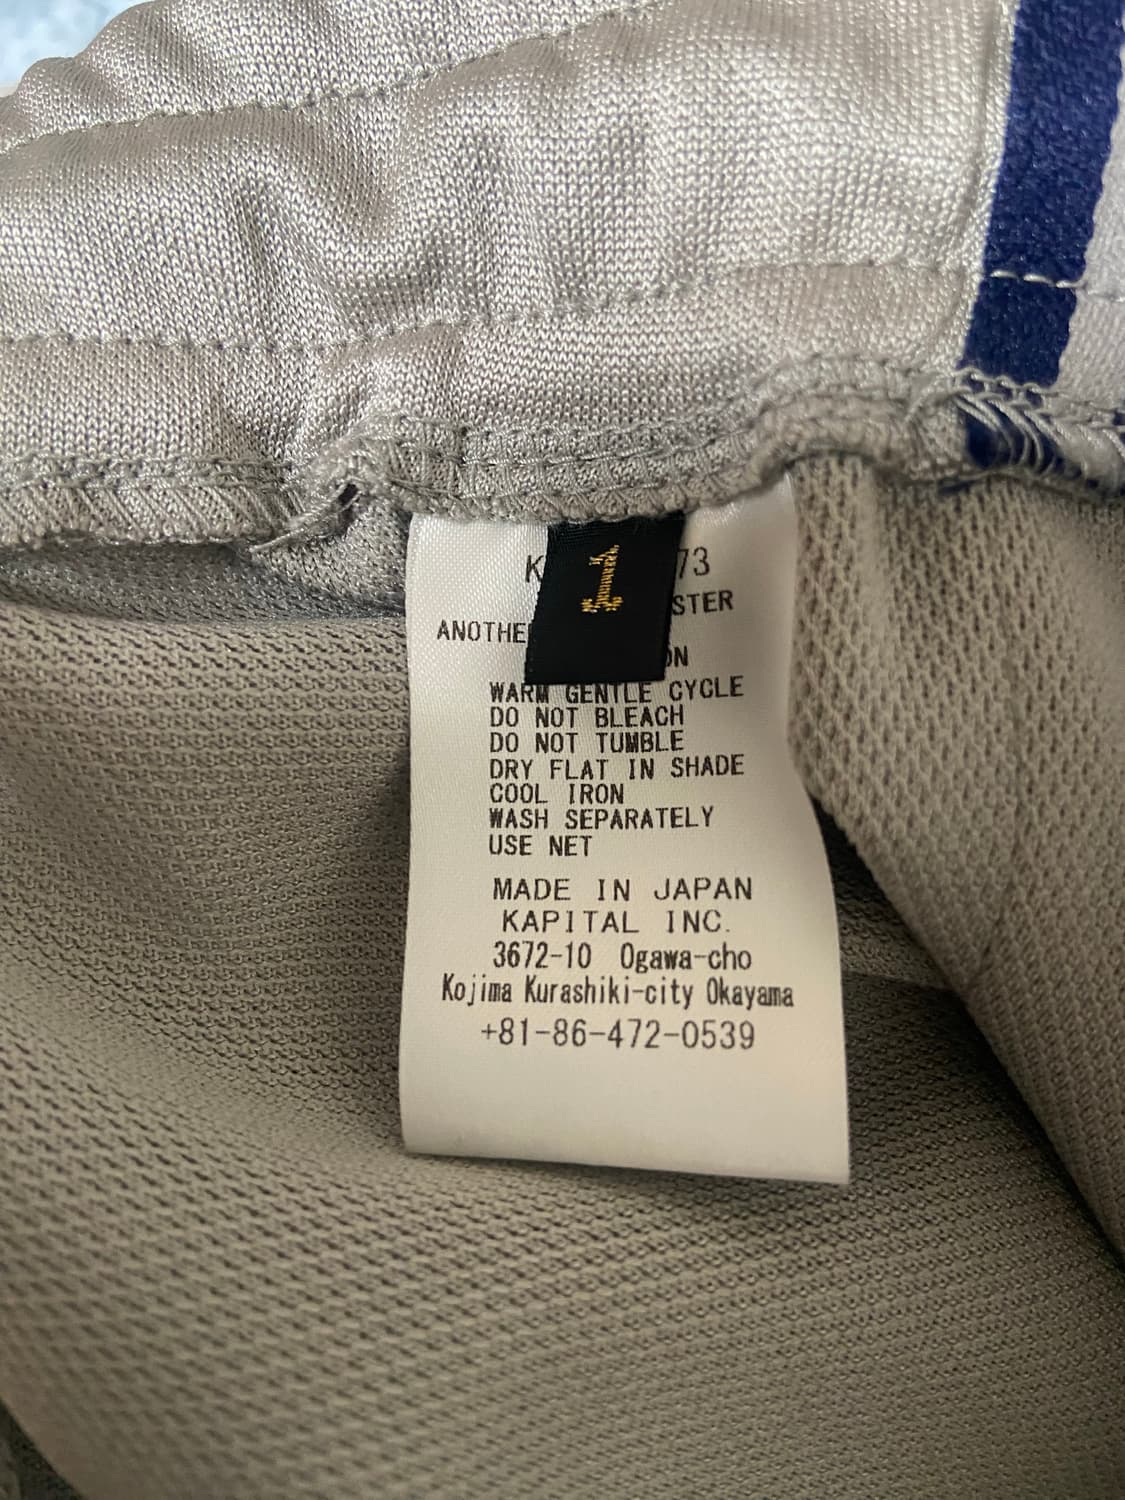 1
K 73
STER
ANOTHE
ON
WARM GENTLE CYCLE
DO NOT BLEACH
DO NOT TUMBLE
DRY FLAT IN SHADE
COOL IRON
WASH SEPARATELY
USE NET
MADE IN JAPAN
KAPITAL INC.
3672-10 Ogawa-cho
Kojima Kurashiki-city Okayama
+81-86-472-0539